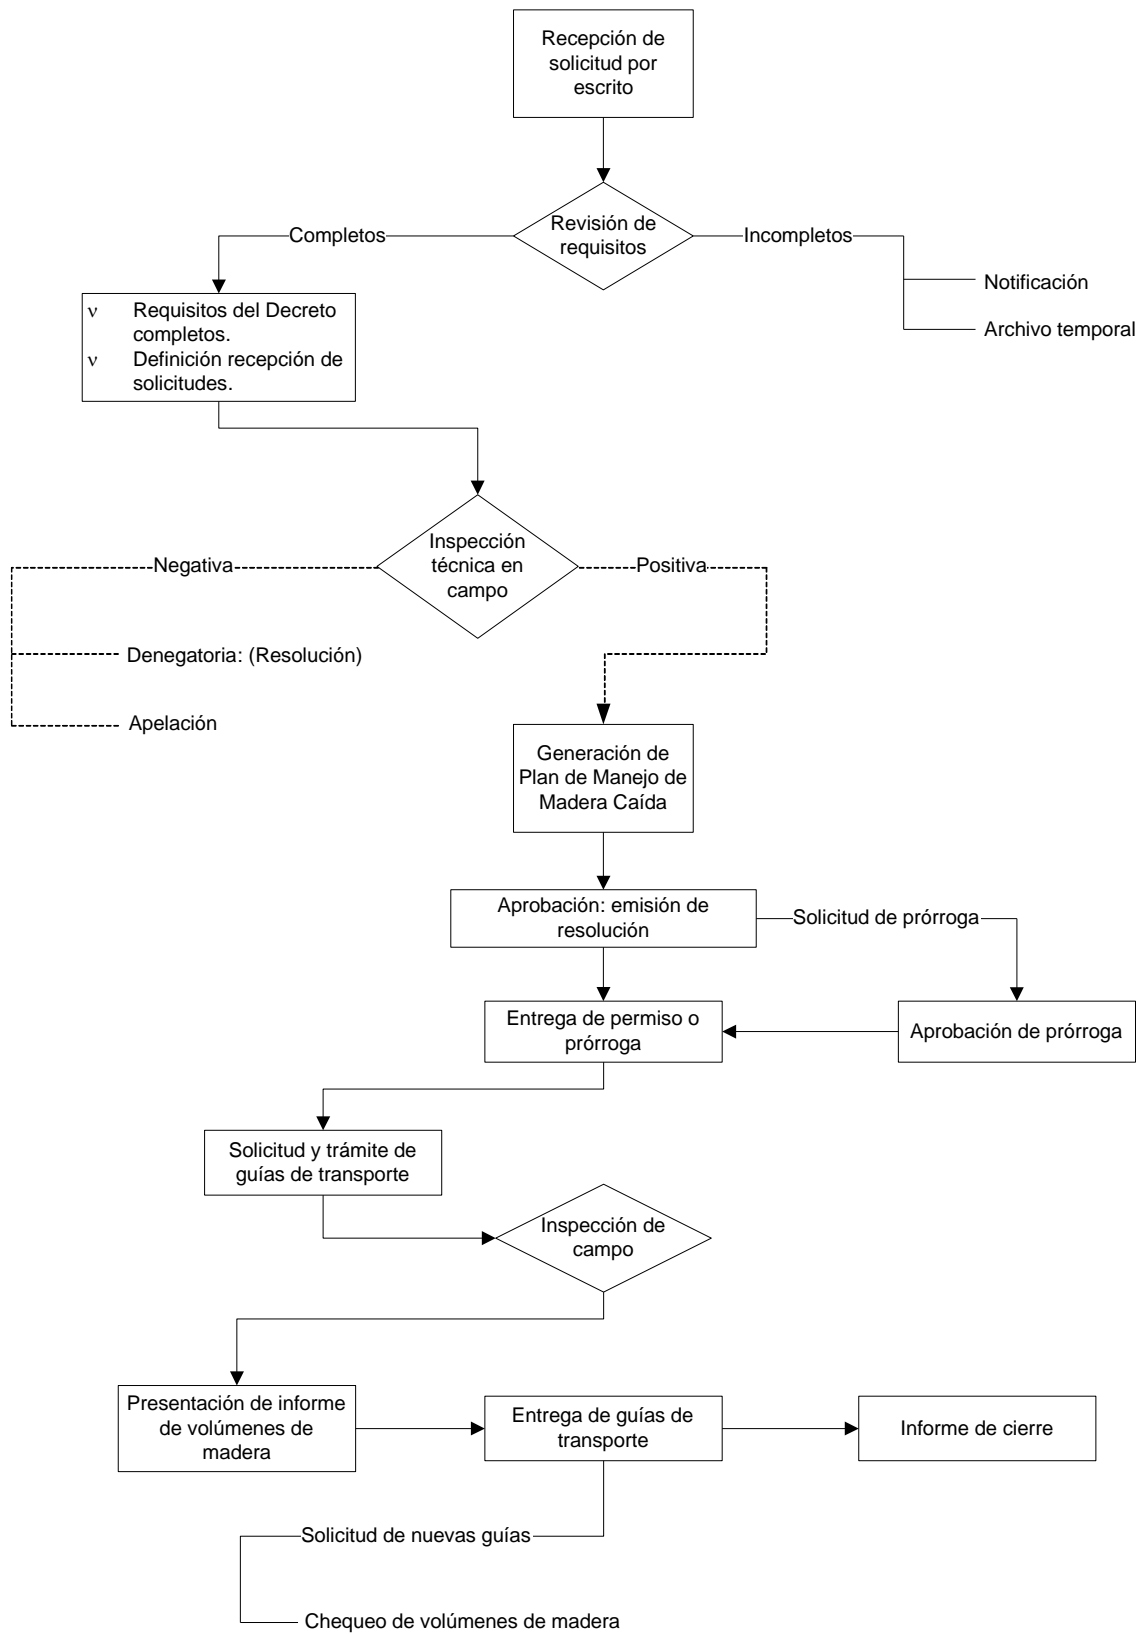 Recepción de
solicitud por
escrito
Revisión de
requisitos
Completos
Incompletos
Notificación
Archivo temporal
ν Requisitos del Decreto
completos.
ν Definición recepción de
solicitudes.
Inspección
técnica en
campo
Negativa
Positiva
Denegatoria: (Resolución)
Apelación
Generación de
Plan de Manejo de
Madera Caída
Aprobación: emisión de
resolución
Solicitud de prórroga
Entrega de permiso o
prórroga
Aprobación de prórroga
Solicitud y trámite de
guías de transporte
Inspección de
campo
Presentación de informe
de volúmenes de
madera
Entrega de guías de
transporte
Informe de cierre
Solicitud de nuevas guías
Chequeo de volúmenes de madera